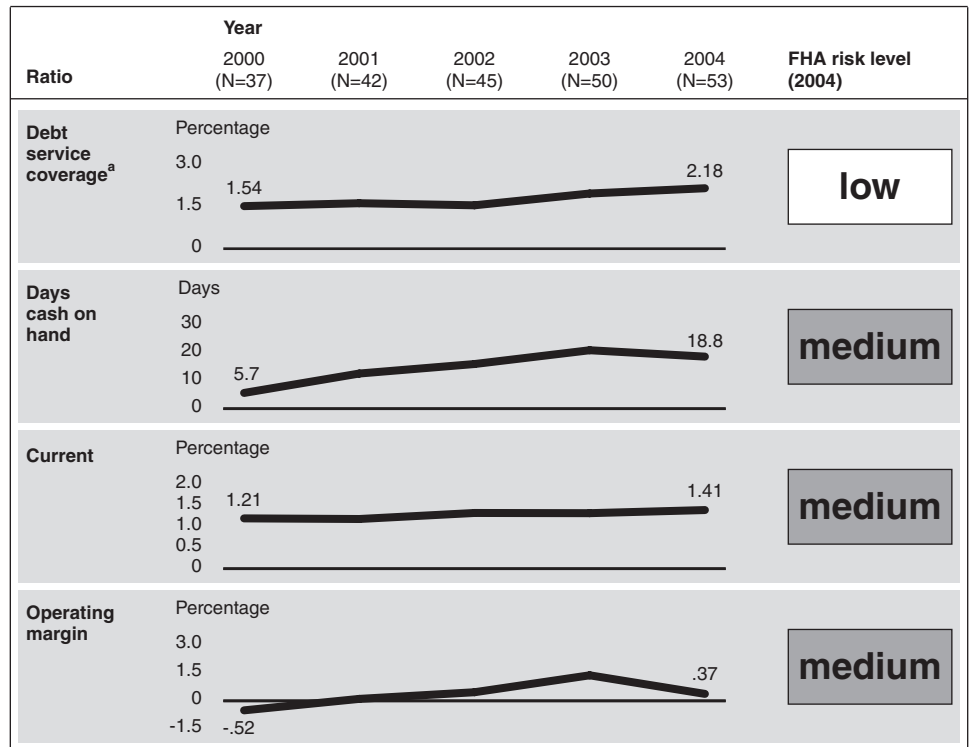 Year
Ratio
2000
(N=37)
2001
(N=42)
2002
(N=45)
2003
(N=50)
2004
(N=53)
FHA risk level
(2004)
Debt
service
coverageᵃ
Percentage
3.0
1.5
0
1.54
2.18
low
Days
cash on
hand
Days
30
20
10
0
5.7
18.8
medium
Current
Percentage
2.0
1.5
1.0
0.5
0
1.21
1.41
medium
Operating
margin
Percentage
3.0
1.5
0
-1.5
-.52
.37
medium